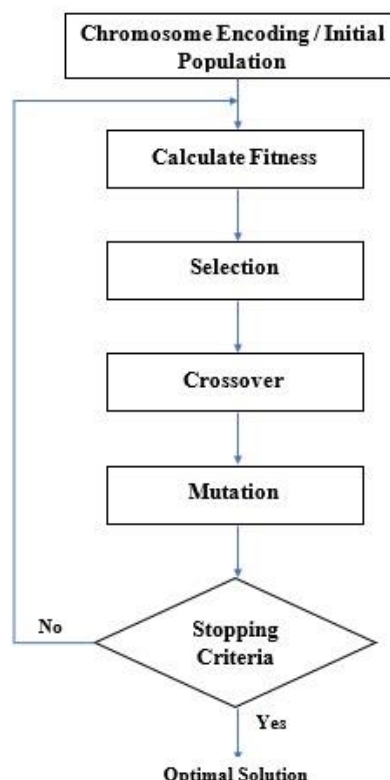 Chromosome Encoding / Initial
Population
Calculate Fitness
Selection
Crossover
Mutation
Stopping
Criteria
No
Yes
Optimal Solution